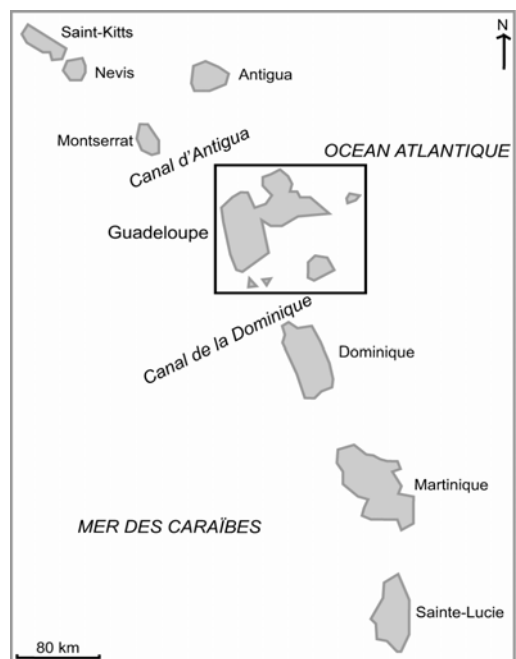 Saint-Kitts
N
Nevis
Antigua
Montserrat
Canal d'Antigua
OCEAN ATLANTIQUE
Guadeloupe
Canal de la Dominique
Dominique
Martinique
MER DES CARAÏBES
Sainte-Lucie
80 km